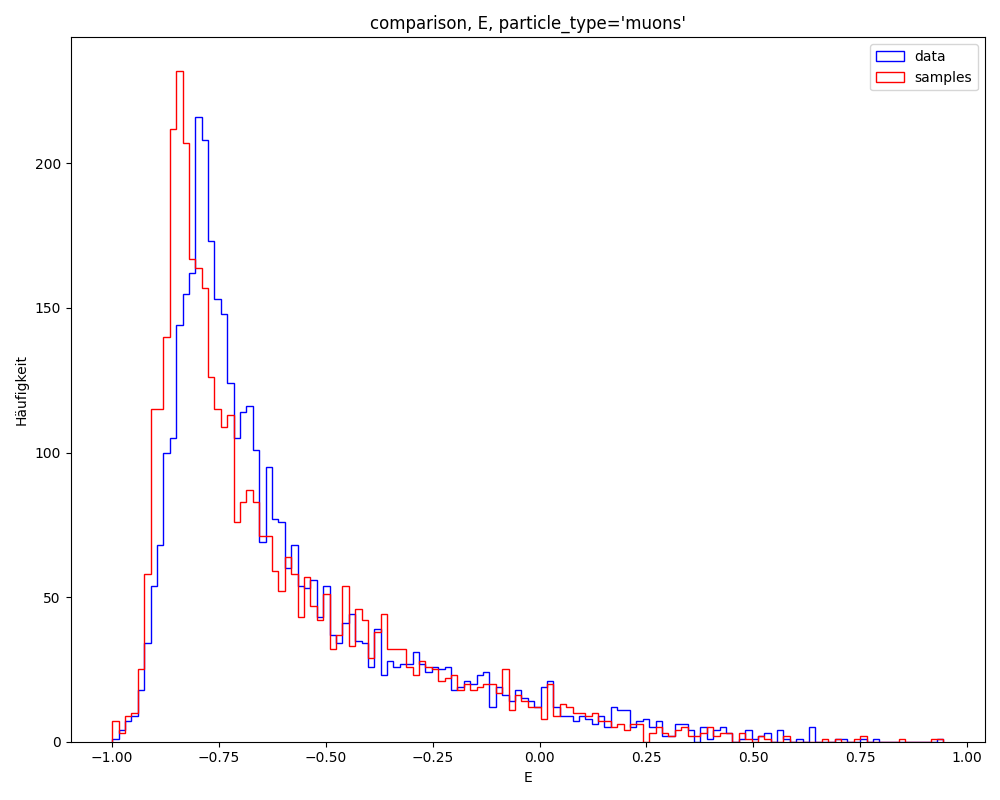 comparison, E, particle_type='muons'
data
samples
Häufigkeit
200
150
100
50
0
−1.00 −0.75 −0.50 −0.25 0.00 0.25 0.50 0.75 1.00
E